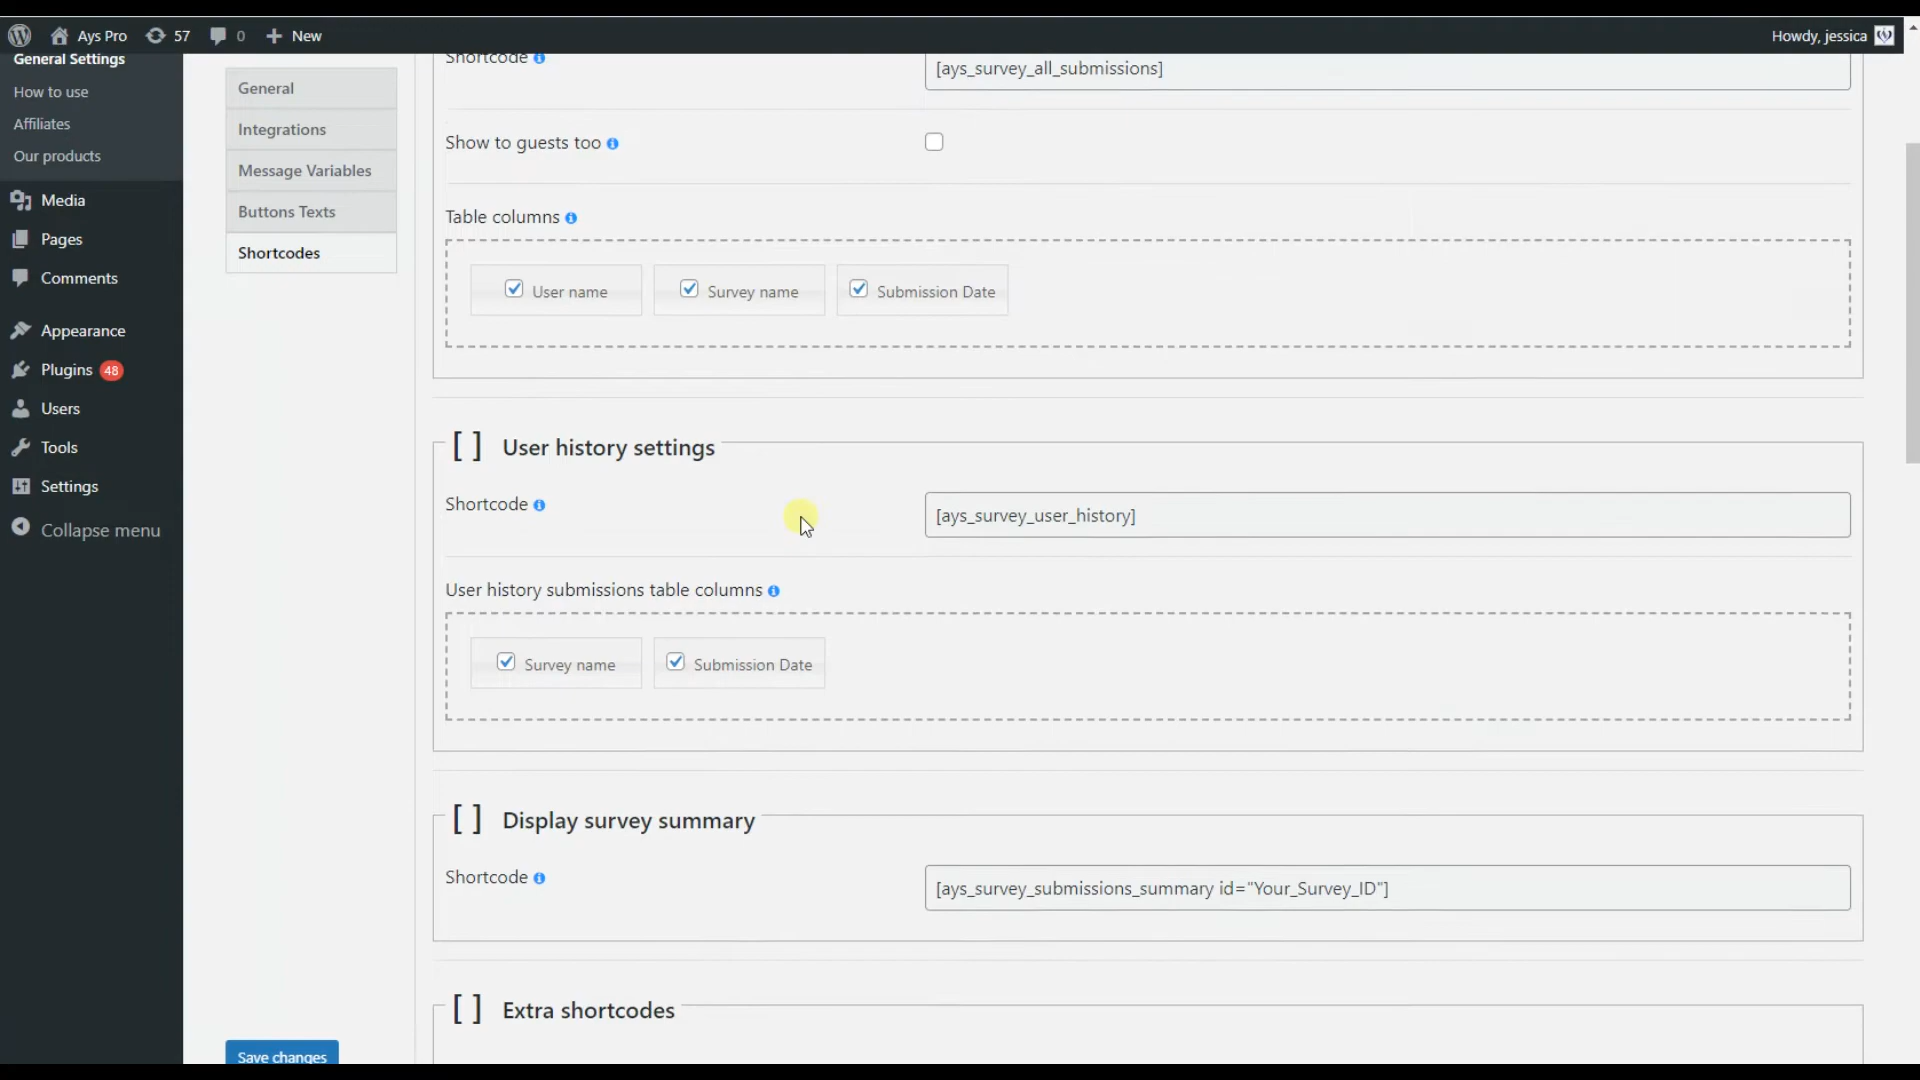 Ays Pro 57 0 New Howdy, jessica
General Settings
How to use
Affiliates
Our products
Media
Pages
Comments
Appearance
Plugins 48
Users
Tools
Settings
Collapse menu
General
Integrations
Message Variables
Buttons Texts
Shortcodes
Save changes
Shortcode [ays_survey_all_submissions]
Show to guests too
Table columns
User name Survey name Submission Date
[ ] User history settings
Shortcode [ays_survey_user_history]
User history submissions table columns
Survey name Submission Date
[ ] Display survey summary
Shortcode [ays_survey_submissions_summary id="Your_Survey_ID"]
[ ] Extra shortcodes